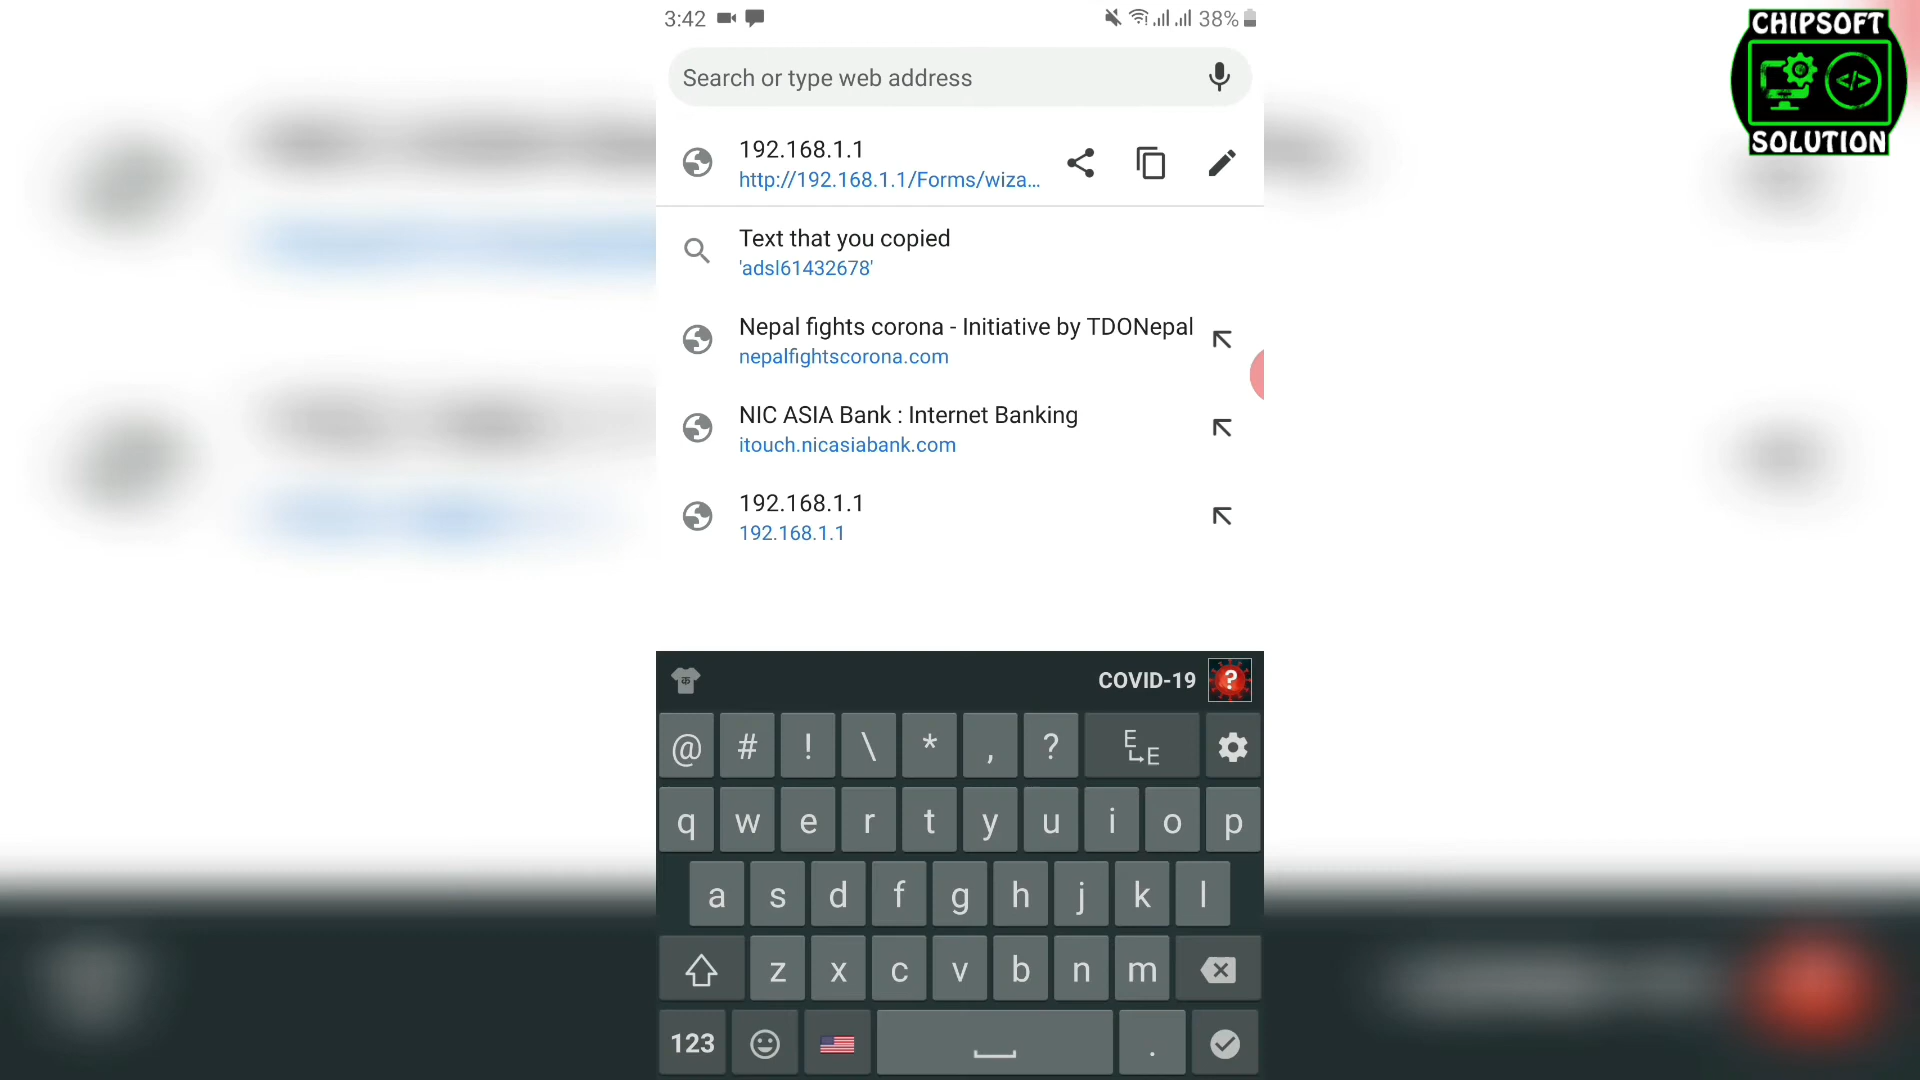 3:42
38%
CHIPSOFT
SOLUTION
Search or type web address
192.168.1.1
http://192.168.1.1/Forms/wiza...
Text that you copied
'adsl61432678'
Nepal fights corona - Initiative by TDONepal
nepalfightscorona.com
NIC ASIA Bank : Internet Banking
itouch.nicasiabank.com
192.168.1.1
192.168.1.1
क
COVID-19 ?
@ # ! \ * , ? E E
q w e r t y u i o p
a s d f g h j k l
z x c v b n m
123 .